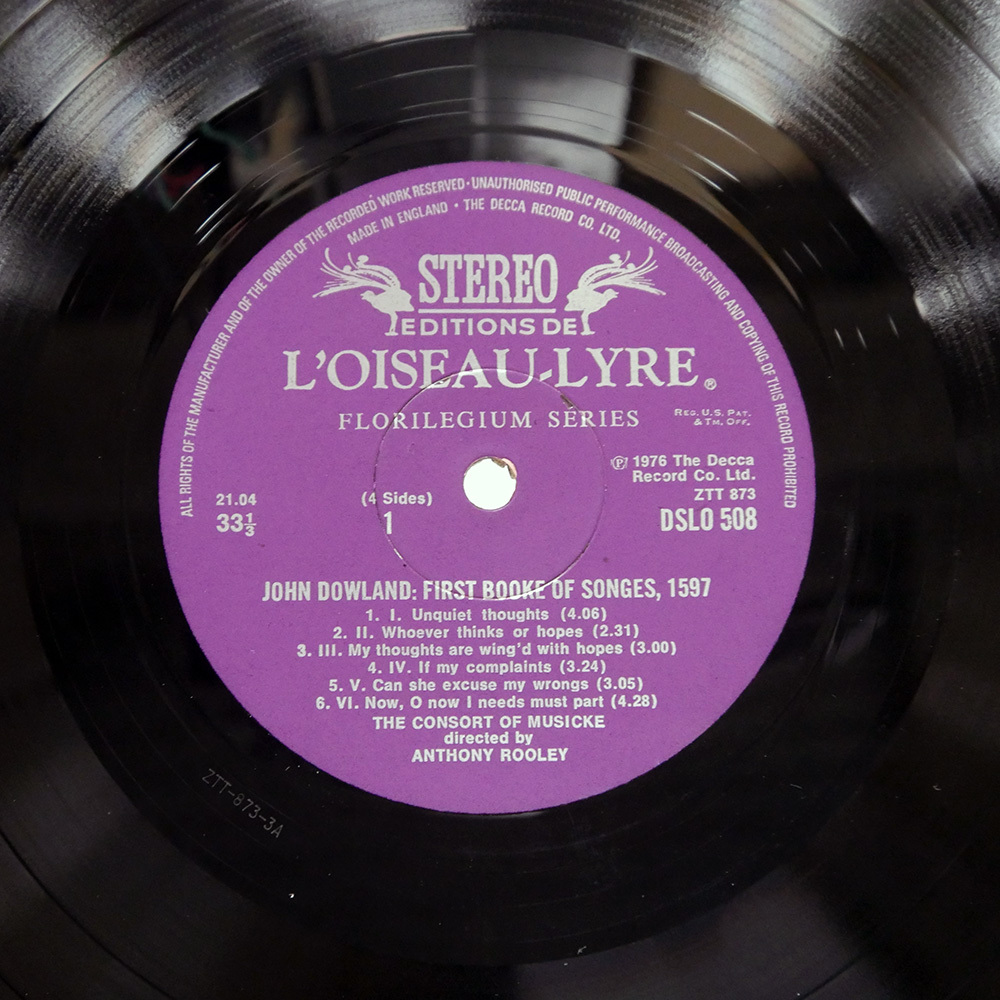 ALL RIGHTS OF THE MANUFACTURER AND OF THE OWNER OF THE RECORDED WORK RESERVED · UNAUTHORISED PUBLIC PERFORMANCE BROADCASTING AND COPYING OF THIS RECORD PROHIBITED
MADE IN ENGLAND · THE DECCA RECORD CO. LTD.
STEREO
EDITIONS DE
L'OISEAU-LYRE ®
FLORILEGIUM SERIES
REG. U.S. PAT.
& TM. OFF.
℗ 1976 The Decca
Record Co. Ltd.
ZTT 873
DSLO 508
21.04
33⅓
(4 Sides)
1
JOHN DOWLAND: FIRST BOOKE OF SONGES, 1597
1. I. Unquiet thoughts (4.06)
2. II. Whoever thinks or hopes (2.31)
3. III. My thoughts are wing'd with hopes (3.00)
4. IV. If my complaints (3.24)
5. V. Can she excuse my wrongs (3.05)
6. VI. Now, O now I needs must part (4.28)
THE CONSORT OF MUSICKE
directed by
ANTHONY ROOLEY
ZTT-873-3A